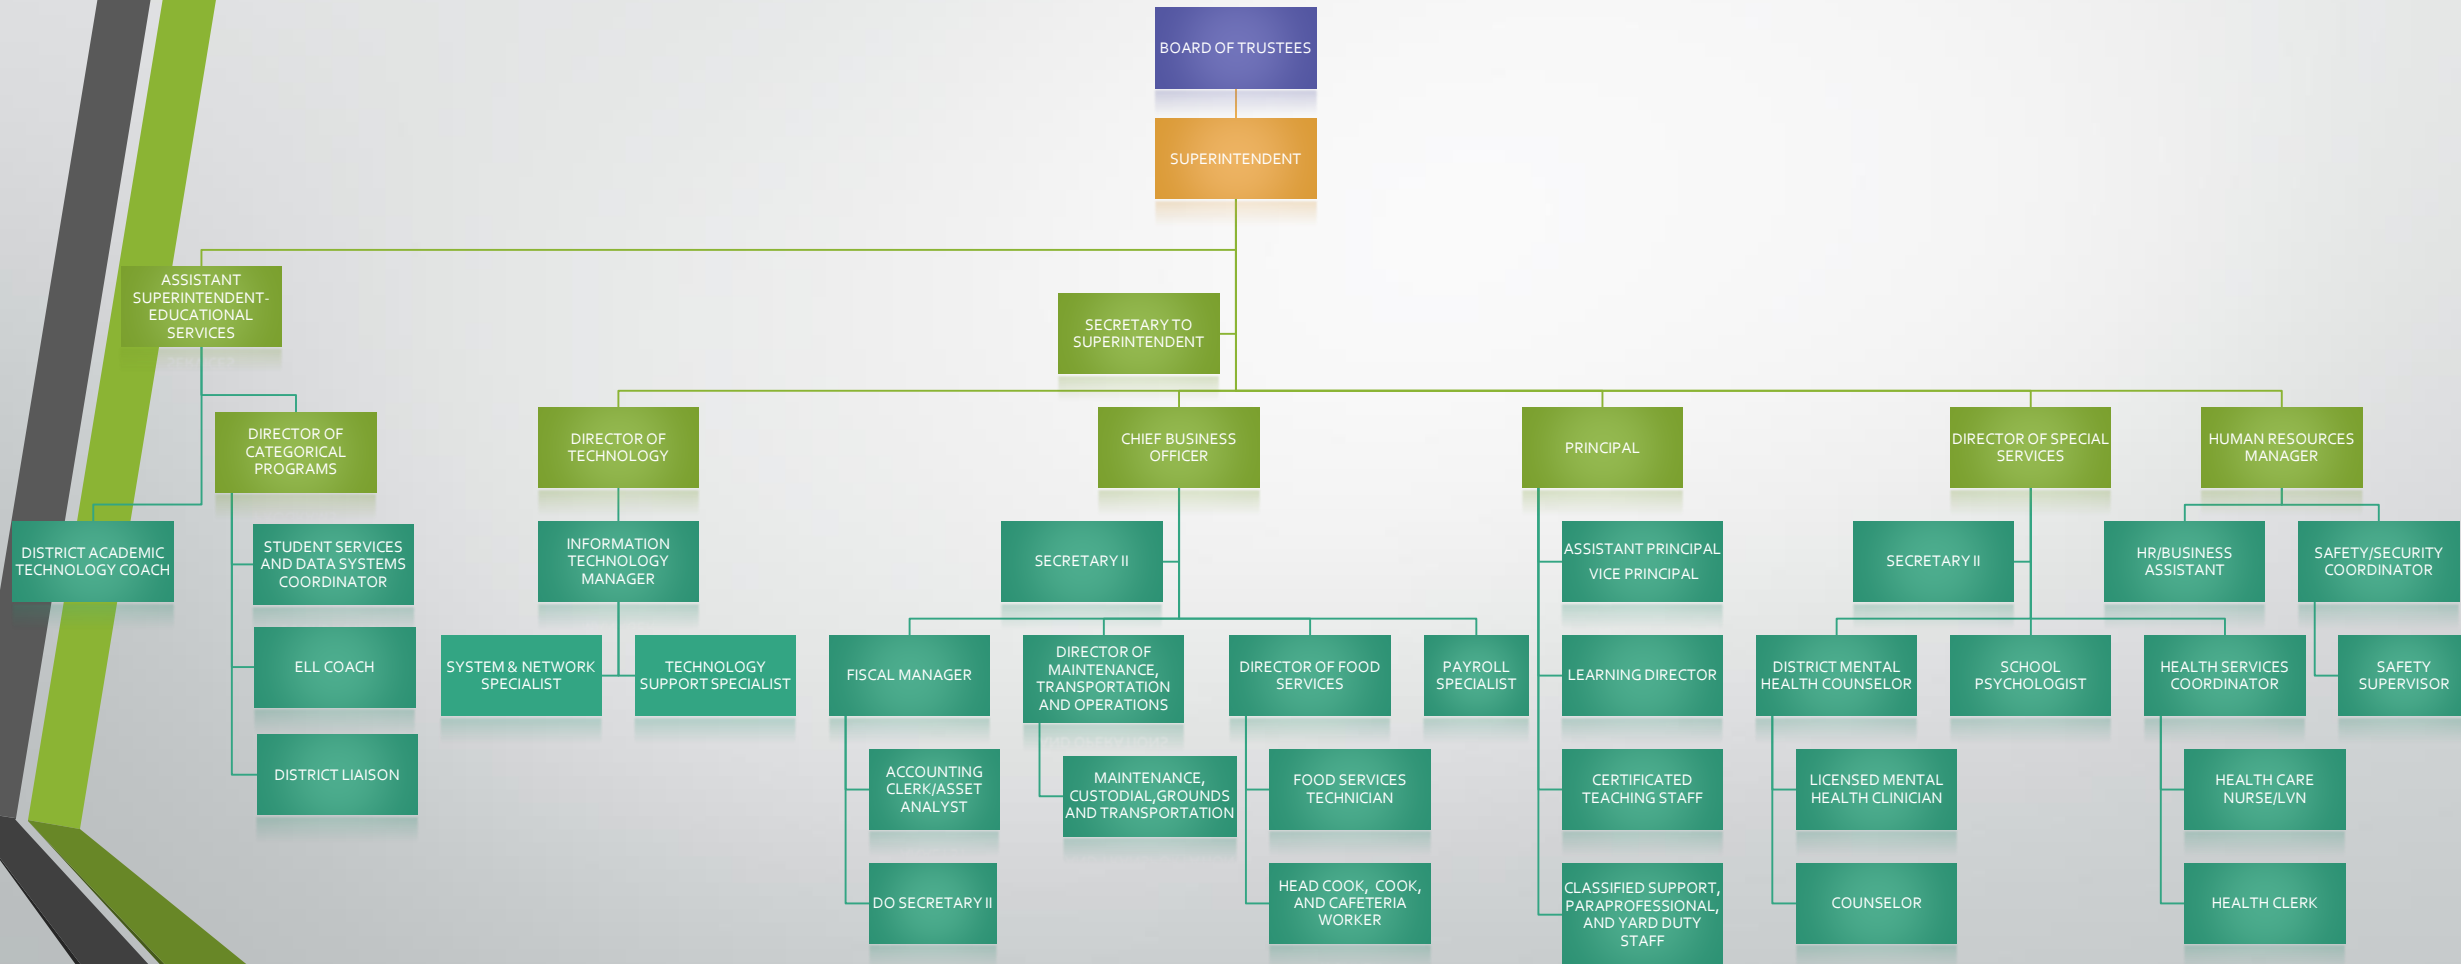 BOARD OF TRUSTEES
SUPERINTENDENT
ASSISTANT
SUPERINTENDENT-
EDUCATIONAL
SERVICES
SECRETARY TO
SUPERINTENDENT
DIRECTOR OF
CATEGORICAL
PROGRAMS
DIRECTOR OF
TECHNOLOGY
CHIEF BUSINESS
OFFICER
PRINCIPAL
DIRECTOR OF SPECIAL
SERVICES
HUMAN RESOURCES
MANAGER
DISTRICT ACADEMIC
TECHNOLOGY COACH
STUDENT SERVICES
AND DATA SYSTEMS
COORDINATOR
INFORMATION
TECHNOLOGY
MANAGER
SECRETARY II
ASSISTANT PRINCIPAL
VICE PRINCIPAL
SECRETARY II
HR/BUSINESS
ASSISTANT
SAFETY/SECURITY
COORDINATOR
ELL COACH
SYSTEM & NETWORK
SPECIALIST
TECHNOLOGY
SUPPORT SPECIALIST
FISCAL MANAGER
DIRECTOR OF
MAINTENANCE,
TRANSPORTATION
AND OPERATIONS
DIRECTOR OF FOOD
SERVICES
PAYROLL
SPECIALIST
LEARNING DIRECTOR
DISTRICT MENTAL
HEALTH COUNSELOR
SCHOOL
PSYCHOLOGIST
HEALTH SERVICES
COORDINATOR
SAFETY
SUPERVISOR
DISTRICT LIAISON
ACCOUNTING
CLERK/ASSET
ANALYST
MAINTENANCE,
CUSTODIAL,GROUNDS
AND TRANSPORTATION
FOOD SERVICES
TECHNICIAN
CERTIFICATED
TEACHING STAFF
LICENSED MENTAL
HEALTH CLINICIAN
HEALTH CARE
NURSE/LVN
DO SECRETARY II
HEAD COOK, COOK,
AND CAFETERIA
WORKER
CLASSIFIED SUPPORT,
PARAPROFESSIONAL,
AND YARD DUTY
STAFF
COUNSELOR
HEALTH CLERK